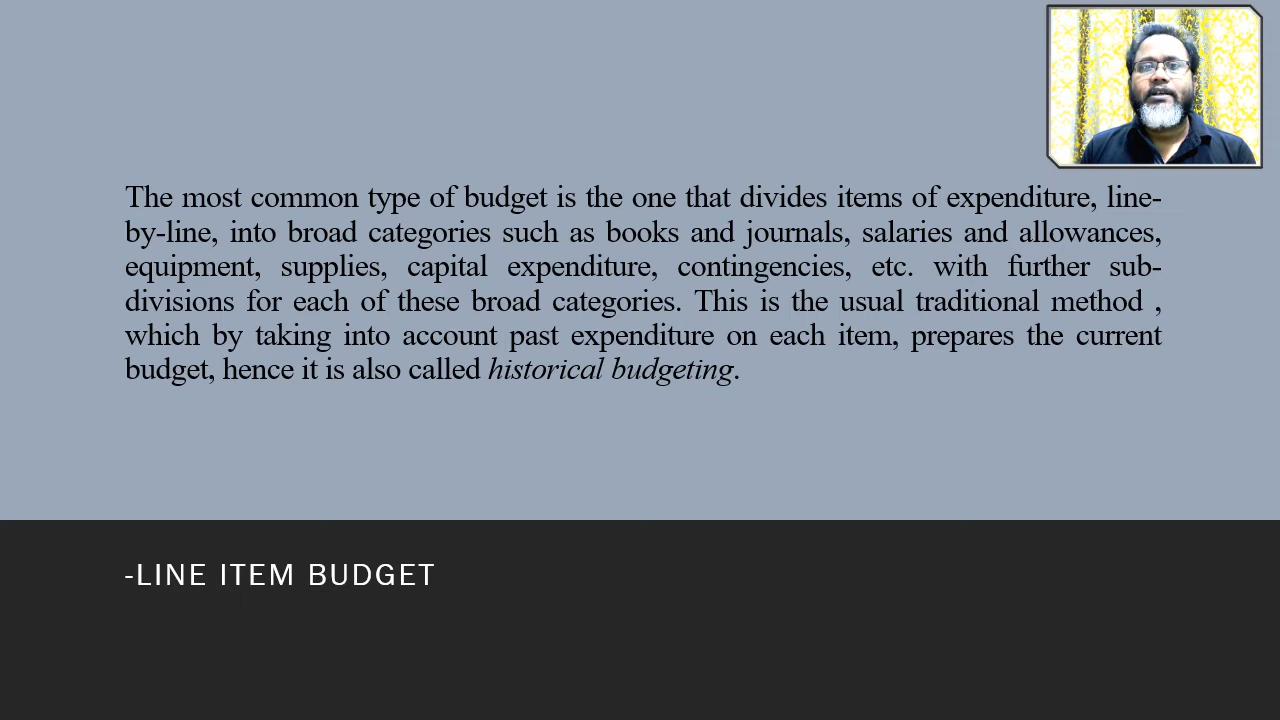 The most common type of budget is the one that divides items of expenditure, line-
by-line, into broad categories such as books and journals, salaries and allowances,
equipment, supplies, capital expenditure, contingencies, etc. with further sub-
divisions for each of these broad categories. This is the usual traditional method ,
which by taking into account past expenditure on each item, prepares the current
budget, hence it is also called historical budgeting.
-LINE ITEM BUDGET